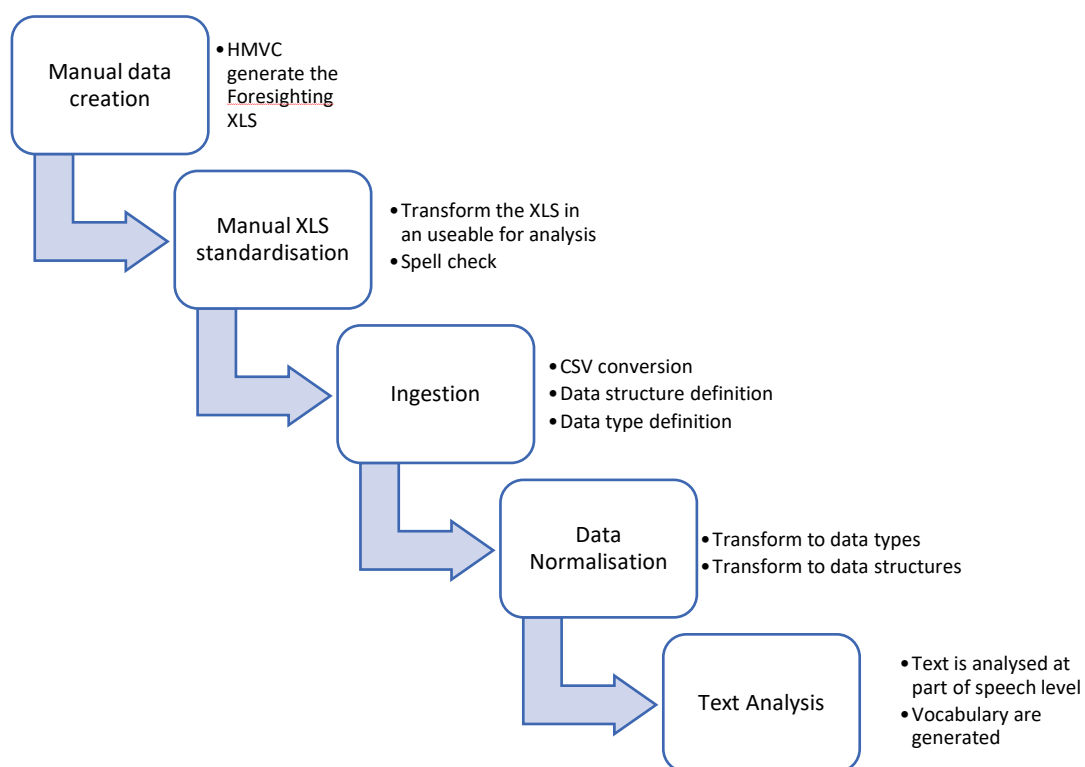 Manual data
creation
•HMVC
generate the
Foresighting
XLS
Manual XLS
standardisation
•Transform the XLS in
an useable for analysis
•Spell check
Ingestion
•CSV conversion
•Data structure definition
•Data type definition
Data
Normalisation
•Transform to data types
•Transform to data structures
Text Analysis
•Text is analysed at
part of speech level
•Vocabulary are
generated